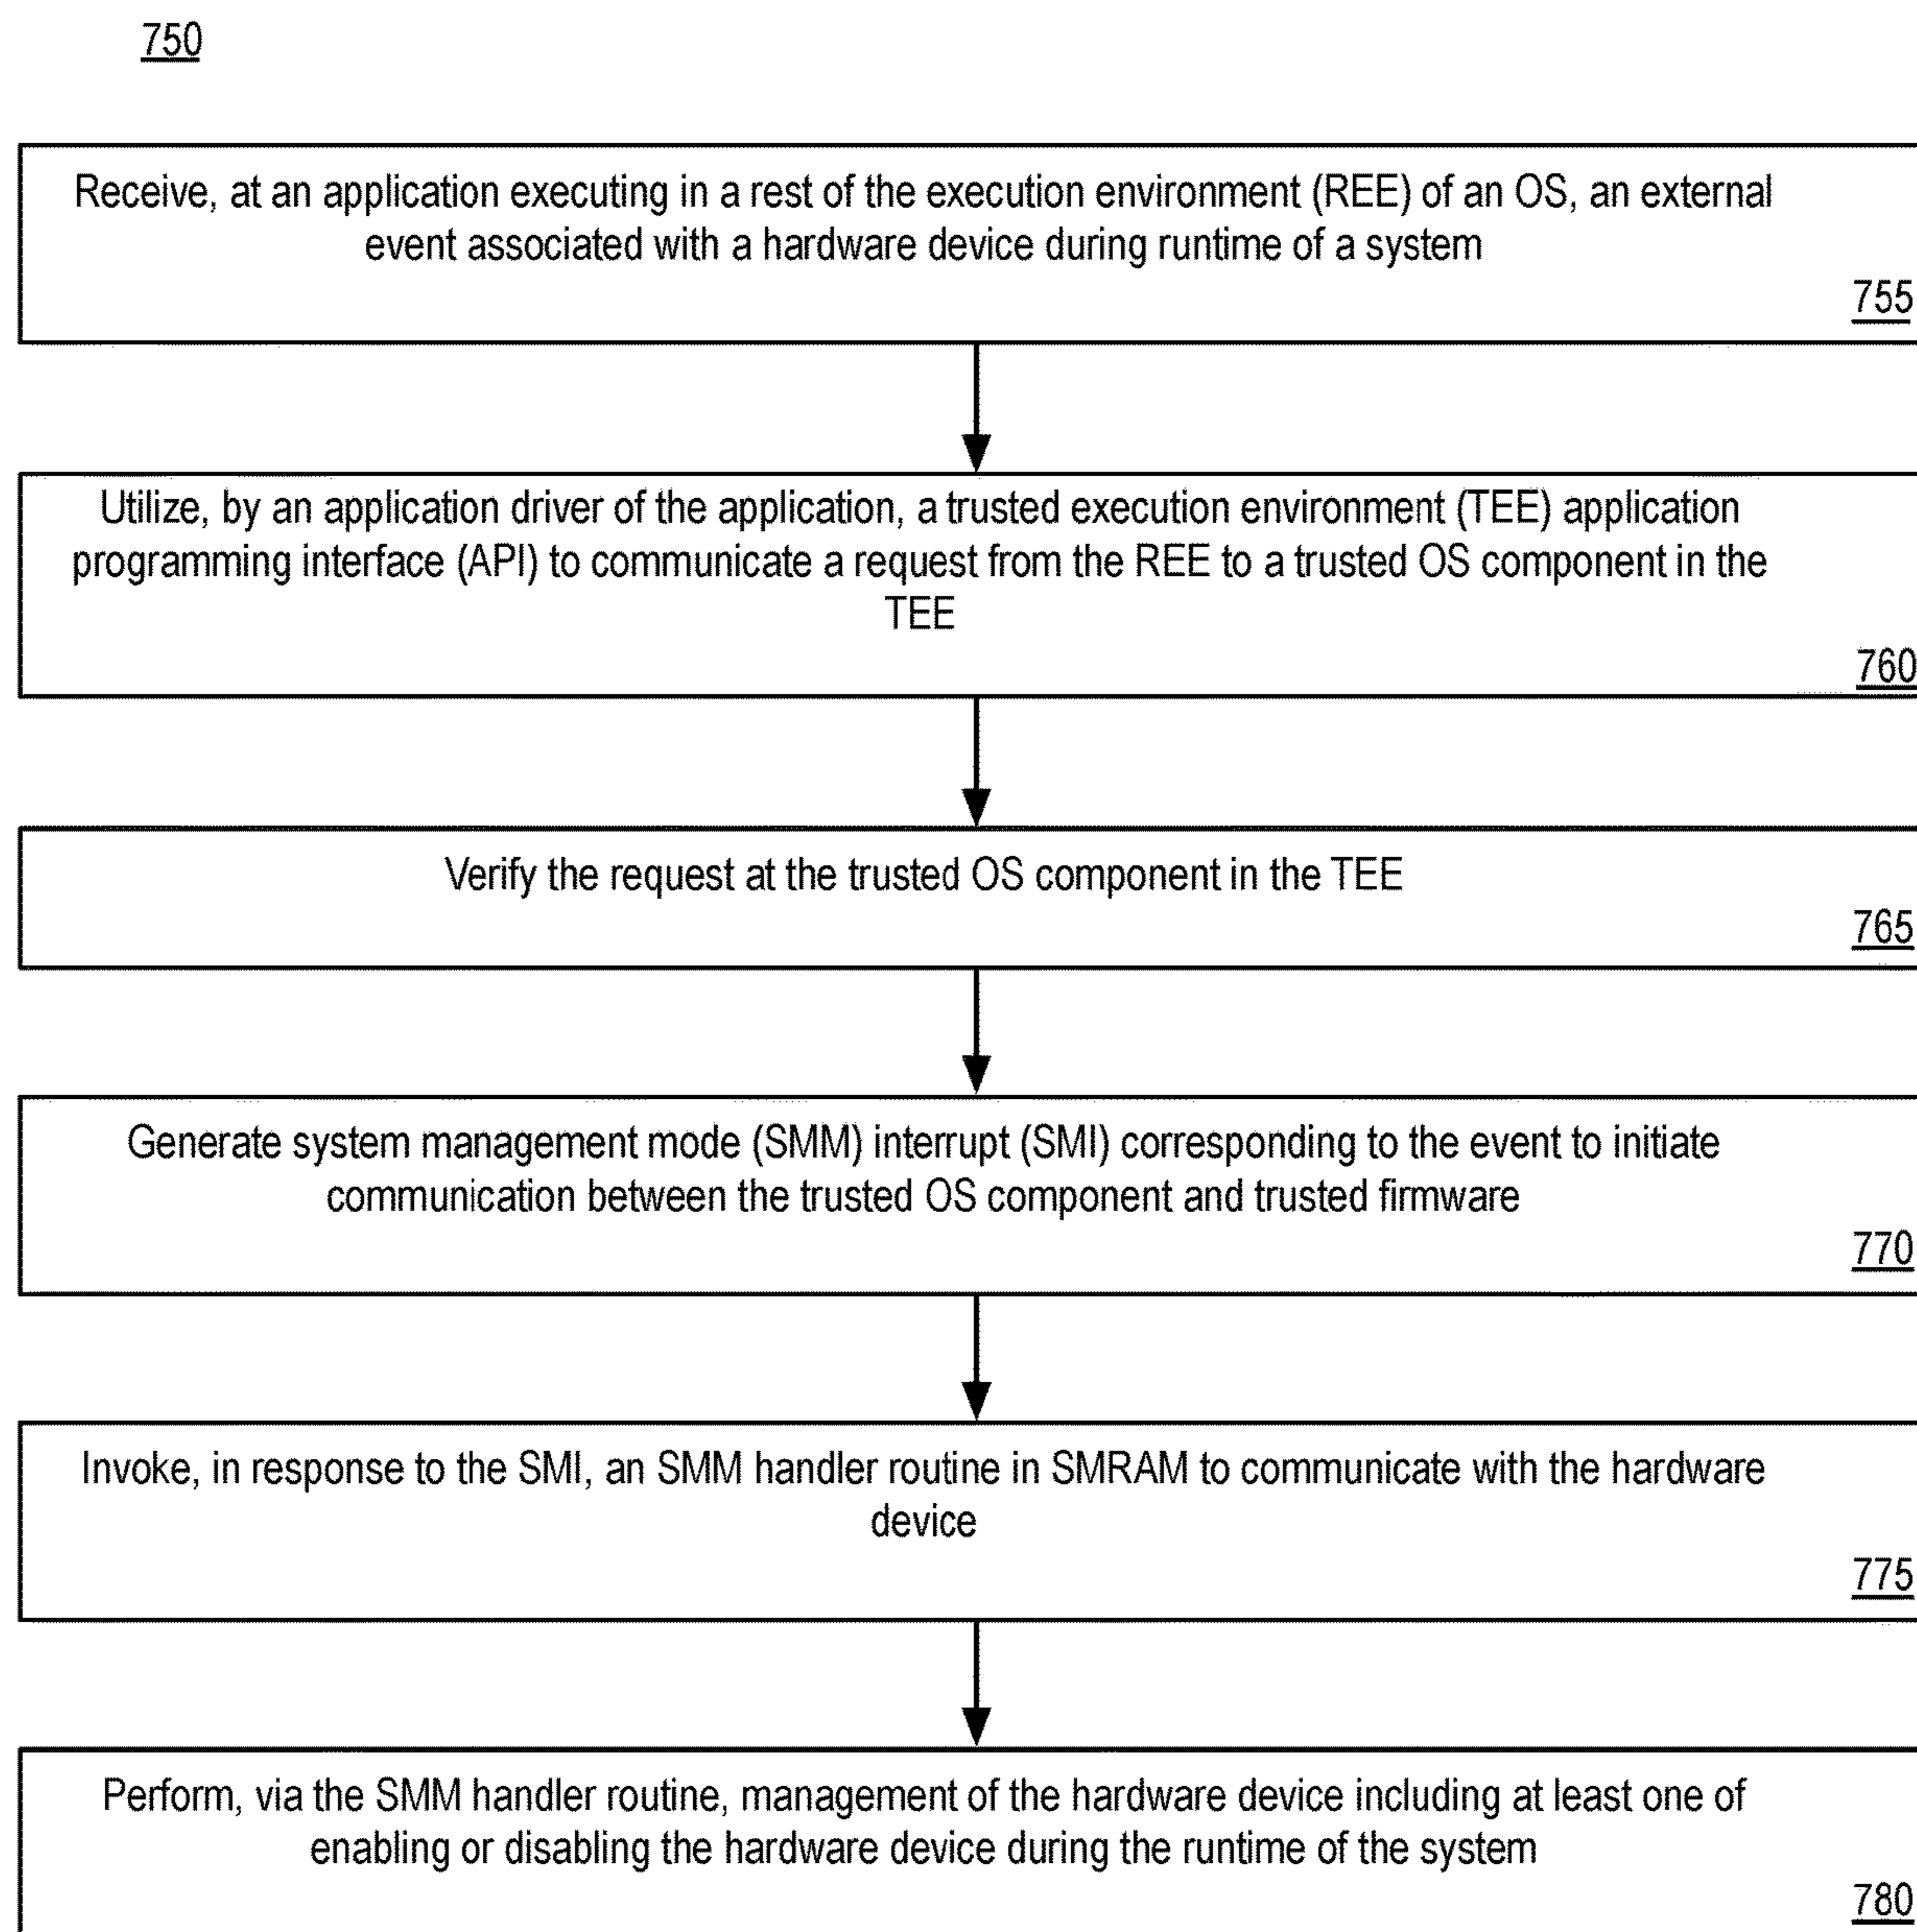 750
Receive, at an application executing in a rest of the execution environment (REE) of an OS, an external
event associated with a hardware device during runtime of a system
755
Utilize, by an application driver of the application, a trusted execution environment (TEE) application
programming interface (API) to communicate a request from the REE to a trusted OS component in the
TEE
760
Verify the request at the trusted OS component in the TEE
765
Generate system management mode (SMM) interrupt (SMI) corresponding to the event to initiate
communication between the trusted OS component and trusted firmware
770
Invoke, in response to the SMI, an SMM handler routine in SMRAM to communicate with the hardware
device
775
Perform, via the SMM handler routine, management of the hardware device including at least one of
enabling or disabling the hardware device during the runtime of the system
780